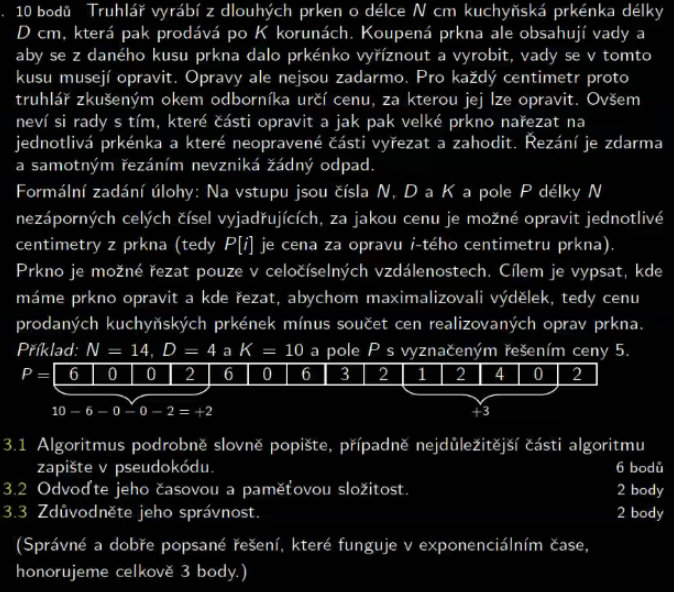 . 10 bodů Truhlář vyrábí z dlouhých prken o délce N cm kuchyňská prkénka délky
D cm, která pak prodává po K korunách. Koupená prkna ale obsahují vady a
aby se z daného kusu prkna dalo prkénko vyříznout a vyrobit, vady se v tomto
kusu musejí opravit. Opravy ale nejsou zadarmo. Pro každý centimetr proto
truhlář zkušeným okem odborníka určí cenu, za kterou jej lze opravit. Ovšem
neví si rady s tím, které části opravit a jak pak velké prkno nařezat na
jednotlivá prkénka a které neopravené části vyřezat a zahodit. Řezání je zdarma
a samotným řezáním nevzniká žádný odpad.
Formální zadání úlohy: Na vstupu jsou čísla N, D a K a pole P délky N
nezáporných celých čísel vyjadřujících, za jakou cenu je možné opravit jednotlivé
centimetry z prkna (tedy P[i] je cena za opravu i-tého centimetru prkna).
Prkno je možné řezat pouze v celočíselných vzdálenostech. Cílem je vypsat, kde
máme prkno opravit a kde řezat, abychom maximalizovali výdělek, tedy cenu
prodaných kuchyňských prkének mínus součet cen realizovaných oprav prkna.
Příklad: N = 14, D = 4 a K = 10 a pole P s vyznačeným řešením ceny 5.
P = 6 0 0 2 6 0 6 3 2 1 2 4 0 2
10 − 6 − 0 − 0 − 2 = +2 +3
3.1 Algoritmus podrobně slovně popište, případně nejdůležitější části algoritmu
zapište v pseudokódu. 6 bodů
3.2 Odvoďte jeho časovou a paměťovou složitost. 2 body
3.3 Zdůvodněte jeho správnost. 2 body
(Správné a dobře popsané řešení, které funguje v exponenciálním čase,
honorujeme celkově 3 body.)